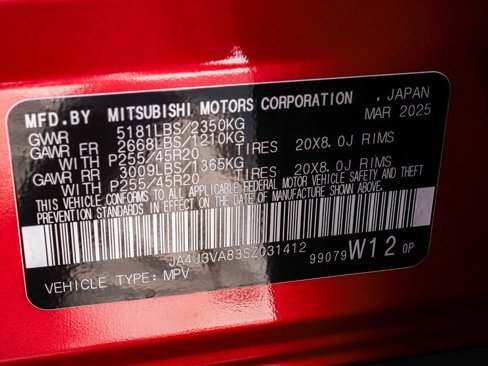 MFD.BY MITSUBISHI MOTORS CORPORATION , JAPAN
MAR 2025
GVWR 5181LBS/2350KG
GAWR FR 2668LBS/1210KG
WITH P255/45R20 TIRES 20X8.0J RIMS
GAWR RR 3009LBS/1365KG
WITH P255/45R20 TIRES 20X8.0J RIMS
THIS VEHICLE CONFORMS TO ALL APPLICABLE FEDERAL MOTOR VEHICLE SAFETY AND THEFT
PREVENTION STANDARDS IN EFFECT ON THE DATE OF MANUFACTURE SHOWN ABOVE.
JA4J3VA83SZ031412
VEHICLE TYPE: MPV 99079 W12 0P